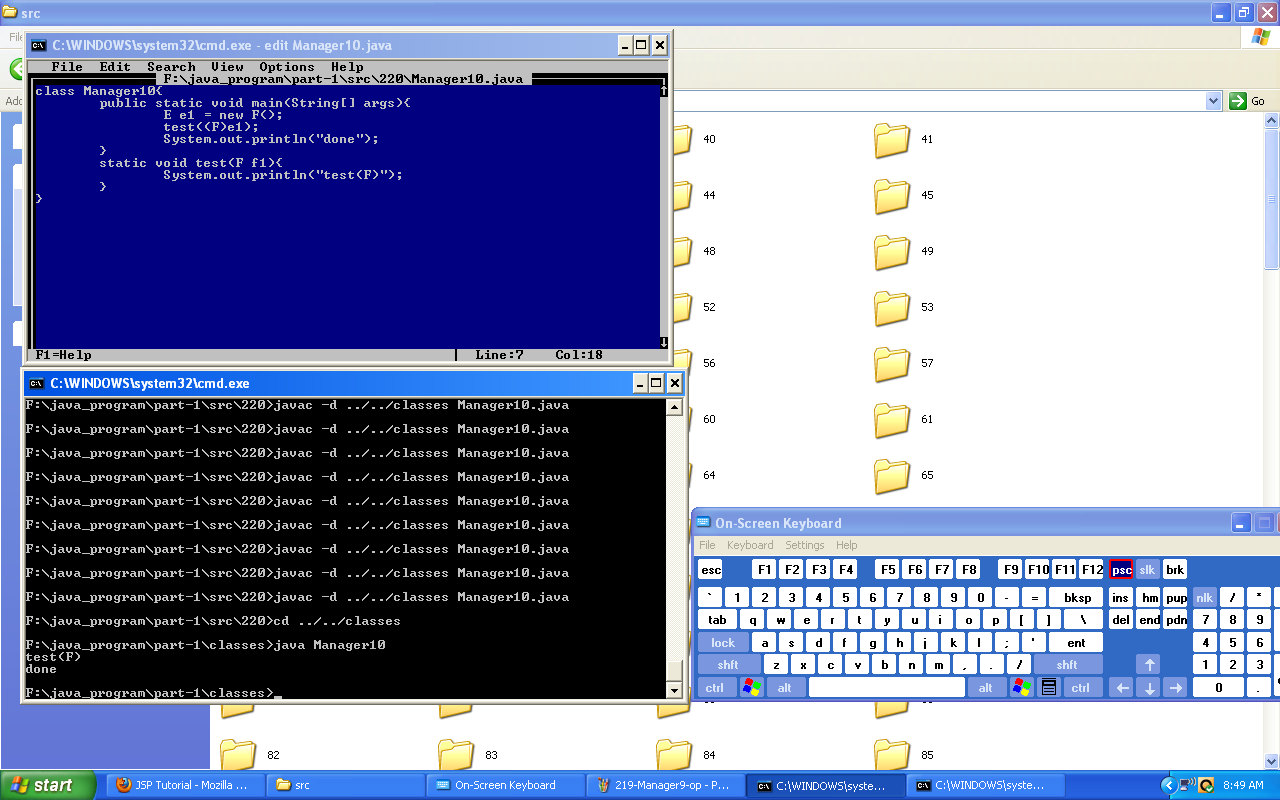 src
File
C:\WINDOWS\system32\cmd.exe - edit Manager10.java
File Edit Search View Options Help
F:\java_program\part-1\src\220\Manager10.java
class Manager10{
public static void main(String[] args){
E e1 = new F();
test((F)e1);
System.out.println("done");
}
static void test(F f1){
System.out.println("test(F)");
}
}
F1=Help Line:7 Col:18
Go
40 41
44 45
48 49
52 53
56 57
60 61
64 65
C:\WINDOWS\system32\cmd.exe
F:\java_program\part-1\src\220>javac -d ../../classes Manager10.java
F:\java_program\part-1\src\220>javac -d ../../classes Manager10.java
F:\java_program\part-1\src\220>javac -d ../../classes Manager10.java
F:\java_program\part-1\src\220>javac -d ../../classes Manager10.java
F:\java_program\part-1\src\220>javac -d ../../classes Manager10.java
F:\java_program\part-1\src\220>javac -d ../../classes Manager10.java
F:\java_program\part-1\src\220>javac -d ../../classes Manager10.java
F:\java_program\part-1\src\220>javac -d ../../classes Manager10.java
F:\java_program\part-1\src\220>javac -d ../../classes Manager10.java
F:\java_program\part-1\src\220>cd ../../classes
F:\java_program\part-1\classes>java Manager10
test(F)
done
F:\java_program\part-1\classes>_
On-Screen Keyboard
File Keyboard Settings Help
esc F1 F2 F3 F4 F5 F6 F7 F8 F9 F10 F11 F12 psc slk brk
` 1 2 3 4 5 6 7 8 9 0 - = bksp ins hm pup nlk / *
tab q w e r t y u i o p [ ] \ del end pdn 7 8 9
lock a s d f g h j k l ; ' ent 4 5 6
shft z x c v b n m , . / shft ↑ 1 2 3
ctrl alt alt ctrl ← ↓ → 0 .
82 83 84 85
start JSP Tutorial - Mozilla ... src On-Screen Keyboard 219-Manager9-op - P... C:\WINDOWS\syste... C:\WINDOWS\syste... 8:49 AM